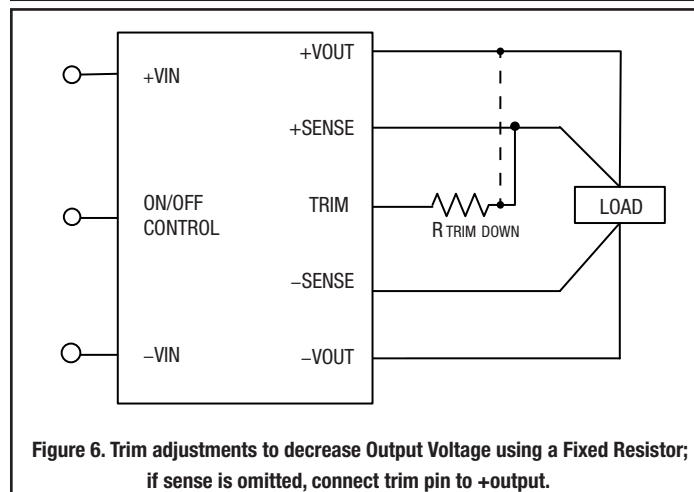 +VOUT
+VIN
+SENSE
ON/OFF
CONTROL
TRIM
R TRIM DOWN
LOAD
−SENSE
−VIN
−VOUT
Figure 6. Trim adjustments to decrease Output Voltage using a Fixed Resistor;
if sense is omitted, connect trim pin to +output.